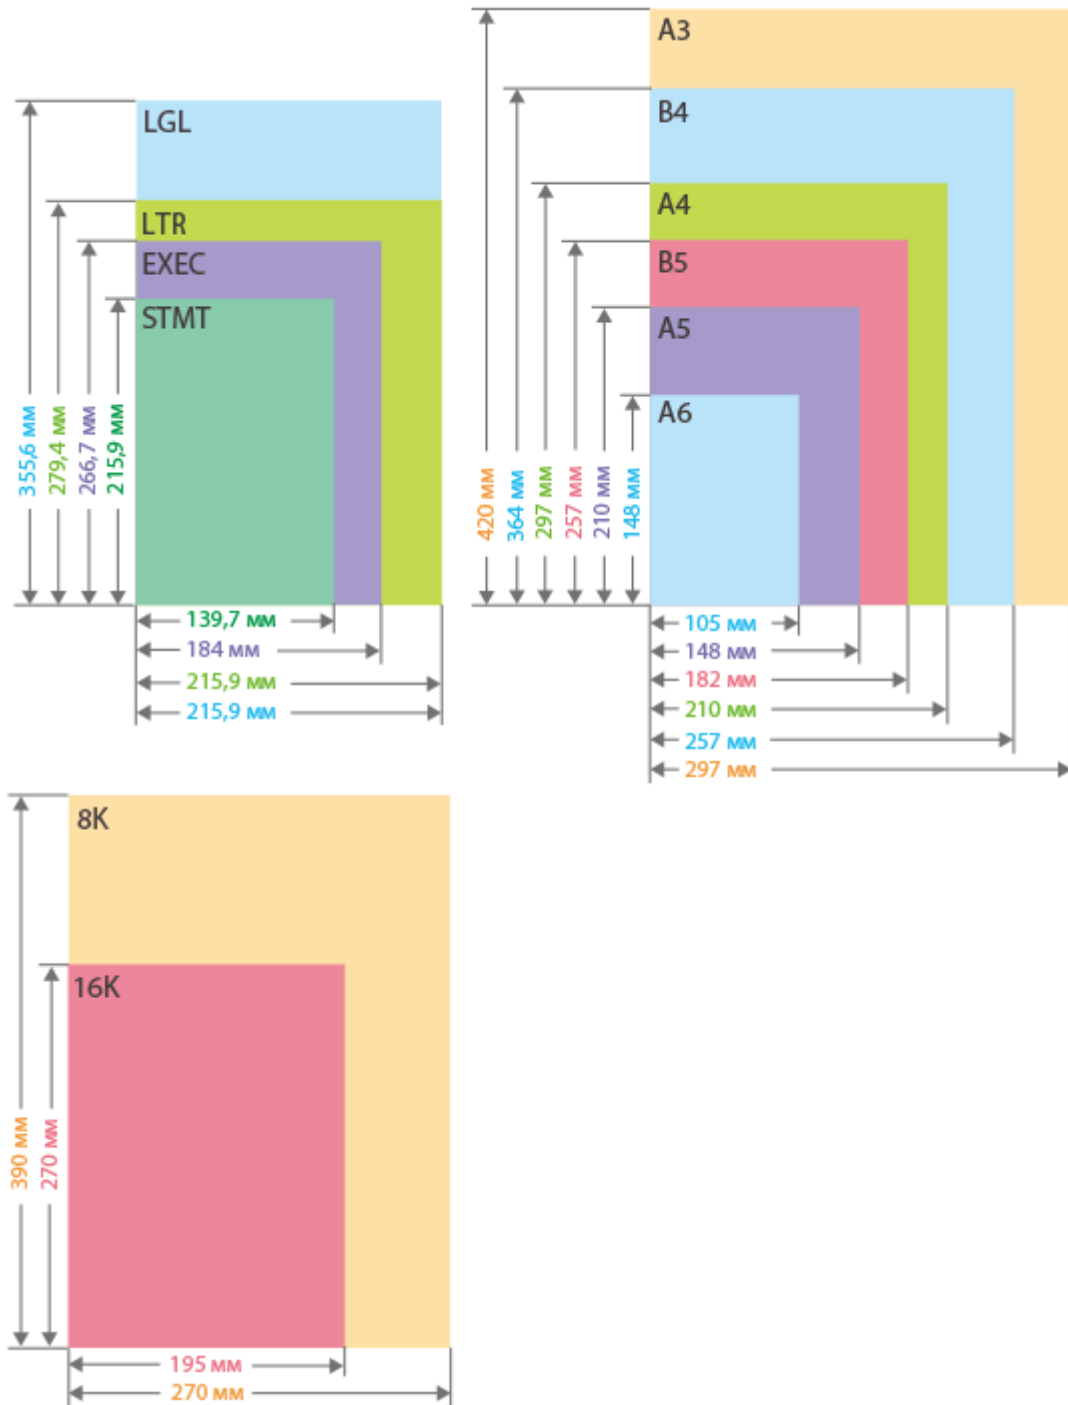 LGL
LTR
EXEC
STMT
355,6 мм
279,4 мм
266,7 мм
215,9 мм
139,7 мм
184 мм
215,9 мм
215,9 мм
A3
B4
A4
B5
A5
A6
420 мм
364 мм
297 мм
257 мм
210 мм
148 мм
105 мм
148 мм
182 мм
210 мм
257 мм
297 мм
8K
16K
390 мм
270 мм
195 мм
270 мм